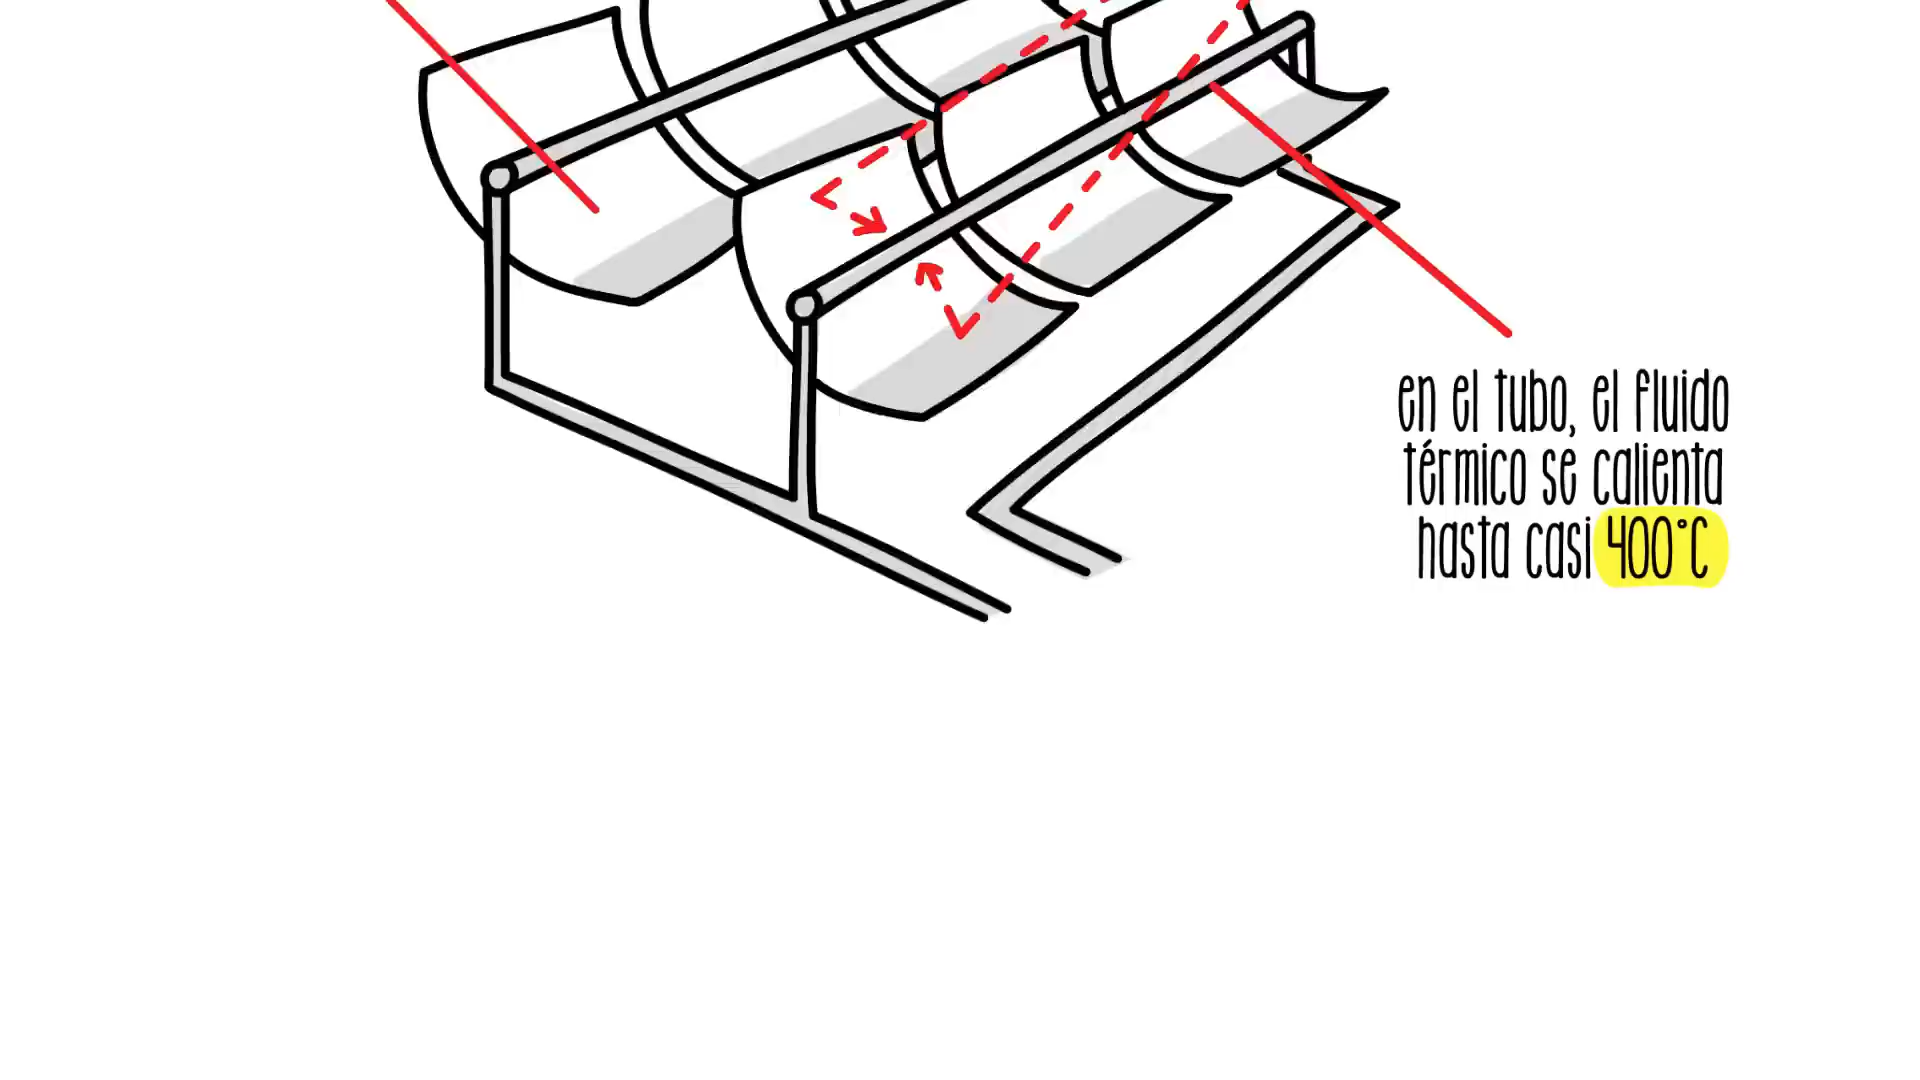 en el tubo, el fluido
térmico se calienta
hasta casi 400°C